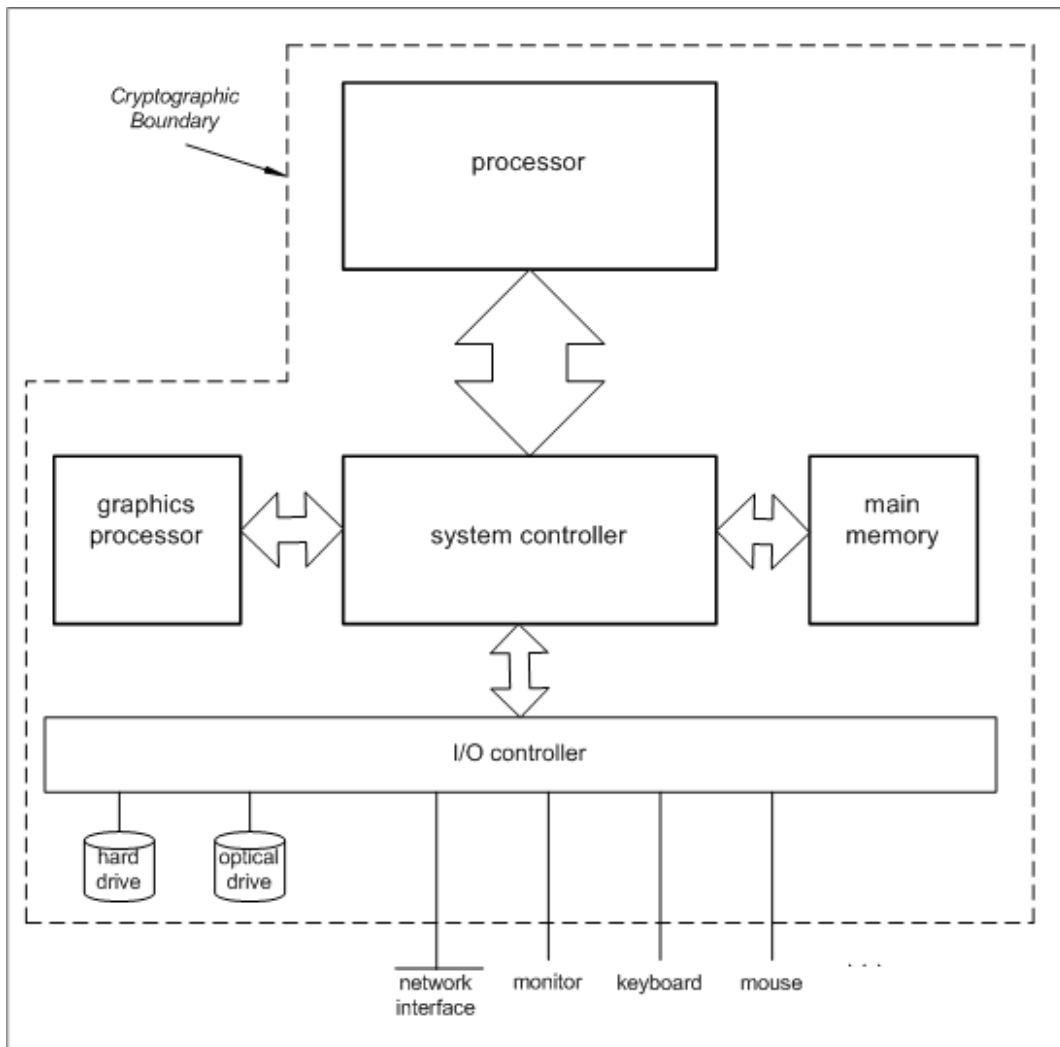 Cryptographic
Boundary
processor
graphics
processor
system controller
main
memory
I/O controller
hard
drive
optical
drive
network
interface
monitor
keyboard
mouse
. . .